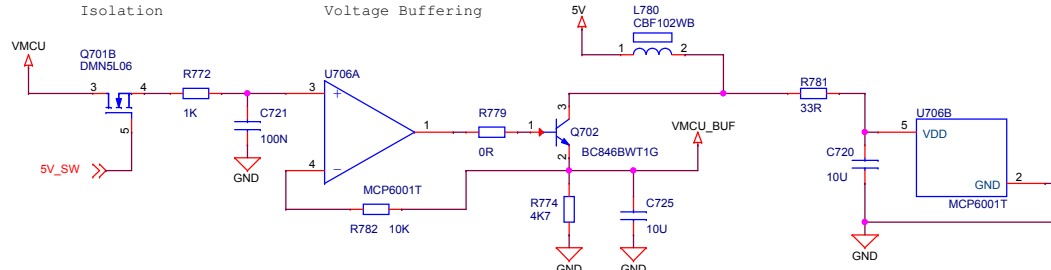 Isolation
Voltage Buffering
VMCU
Q701B
DMN5L06
3
4
5
5V_SW
R772
1K
C721
100N
GND
U706A
3
+
4
-
1
MCP6001T
R782
10K
R779
0R
1
3
2
Q702
BC846BWT1G
5V
L780
CBF102WB
1
2
VMCU_BUF
R774
4K7
GND
C725
10U
GND
R781
33R
C720
10U
GND
U706B
5
VDD
GND
2
MCP6001T